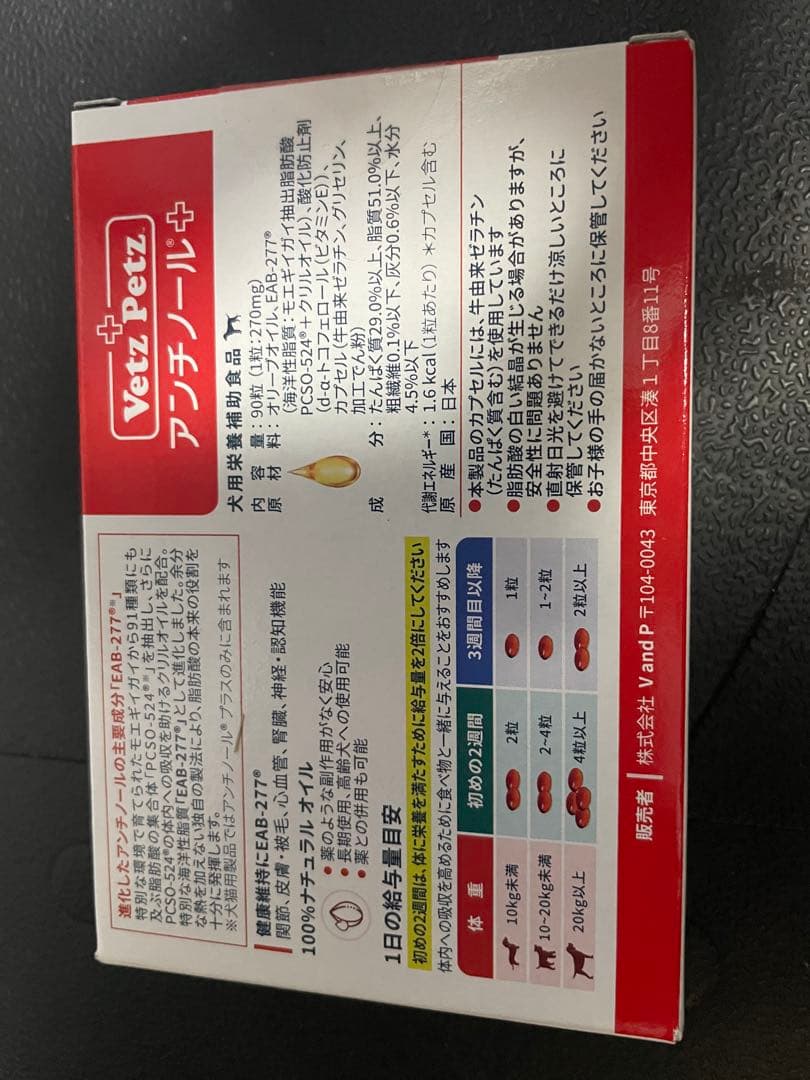 進化したアンチノールの主要成分「EAB-277®※」
特別な環境で育てられたモエギイガイから91種類にも
及ぶ脂肪酸の集合体「PCSO-524®※」を抽出し、さらに
PCSO-524®の体内への吸収を助けるクリルオイルを配合。
特別な海洋性脂質「EAB-277®」として進化しました。余分
な熱を加えない独自の製法により、脂肪酸の本来の役割を
十分に発揮します。
※犬猫用製品ではアンチノール®プラスのみに含まれます
健康維持にEAB-277®
関節、皮膚・被毛、心血管、腎臓、神経・認知機能
100%ナチュラル オイル
●薬のような副作用がなく安心
●長期使用、高齢犬への使用可能
●薬との併用も可能
1日の給与量目安
初めの2週間は、体に栄養を満たすために給与量を2倍にしてください
体内への吸収を高めるために食べ物と一緒に与えることをおすすめします
体 重 初めの2週間 3週間目以降
10kg未満 2粒 1粒
10~20kg未満 2~4粒 1~2粒
20kg以上 4粒以上 2粒以上
Vetz Petz
アンチノール®+
犬用栄養補助食品
内容量:90粒(1粒:270mg)
原材料:オリーブオイル、EAB-277®
(海洋性脂質:モエギイガイ抽出脂肪酸
PCSO-524®+クリルオイル)、酸化防止剤
(d-α-トコフェロール(ビタミンE))、
カプセル(牛由来ゼラチン、グリセリン、
加工でん粉)
成分:たんぱく質29.0%以上、脂質51.0%以上、
粗繊維0.1%以下、灰分0.6%以下、水分
4.5%以下
代謝エネルギー*:1.6kcal(1粒あたり)*カプセル含む
原産国:日本
●本製品のカプセルには、牛由来ゼラチン
(たんぱく質含む)を使用しています
●脂肪酸の白い結晶が生じる場合がありますが、
安全性に問題ありません
●直射日光を避けてできるだけ涼しいところに
保管してください
●お子様の手の届かないところに保管してください
販売者 株式会社 V and P 〒104-0043 東京都中央区湊1丁目8番11号